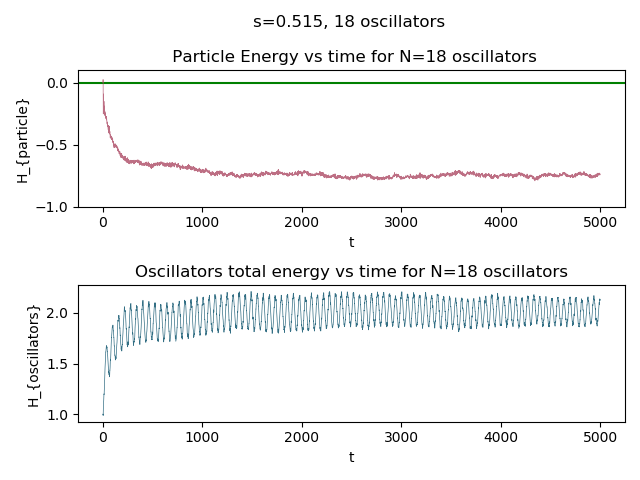 s=0.515, 18 oscillators
Particle Energy vs time for N=18 oscillators
H_{particle}
0.0
−0.5
−1.0
0 1000 2000 3000 4000 5000
t
Oscillators total energy vs time for N=18 oscillators
H_{oscillators}
2.0
1.5
1.0
0 1000 2000 3000 4000 5000
t